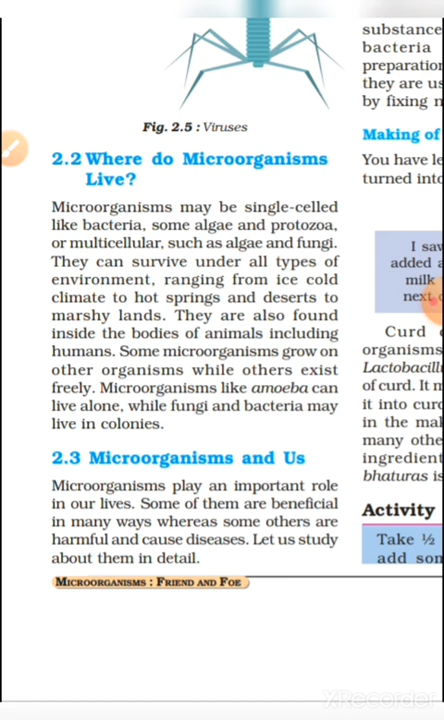 Fig. 2.5 : Viruses
2.2 Where do Microorganisms
Live?
Microorganisms may be single-celled
like bacteria, some algae and protozoa,
or multicellular, such as algae and fungi.
They can survive under all types of
environment, ranging from ice cold
climate to hot springs and deserts to
marshy lands. They are also found
inside the bodies of animals including
humans. Some microorganisms grow on
other organisms while others exist
freely. Microorganisms like amoeba can
live alone, while fungi and bacteria may
live in colonies.
2.3 Microorganisms and Us
Microorganisms play an important role
in our lives. Some of them are beneficial
in many ways whereas some others are
harmful and cause diseases. Let us study
about them in detail.
MICROORGANISMS : FRIEND AND FOE
substance
bacteria
they are us
by fixing
Making of
You have le
turned into
I saw
added a
milk
next
Curd
organisms
Lactobacill
of curd. It
it into curd
in the
many othe
ingredient
bhaturas is
Activity
Take ½
add som
XRecorder